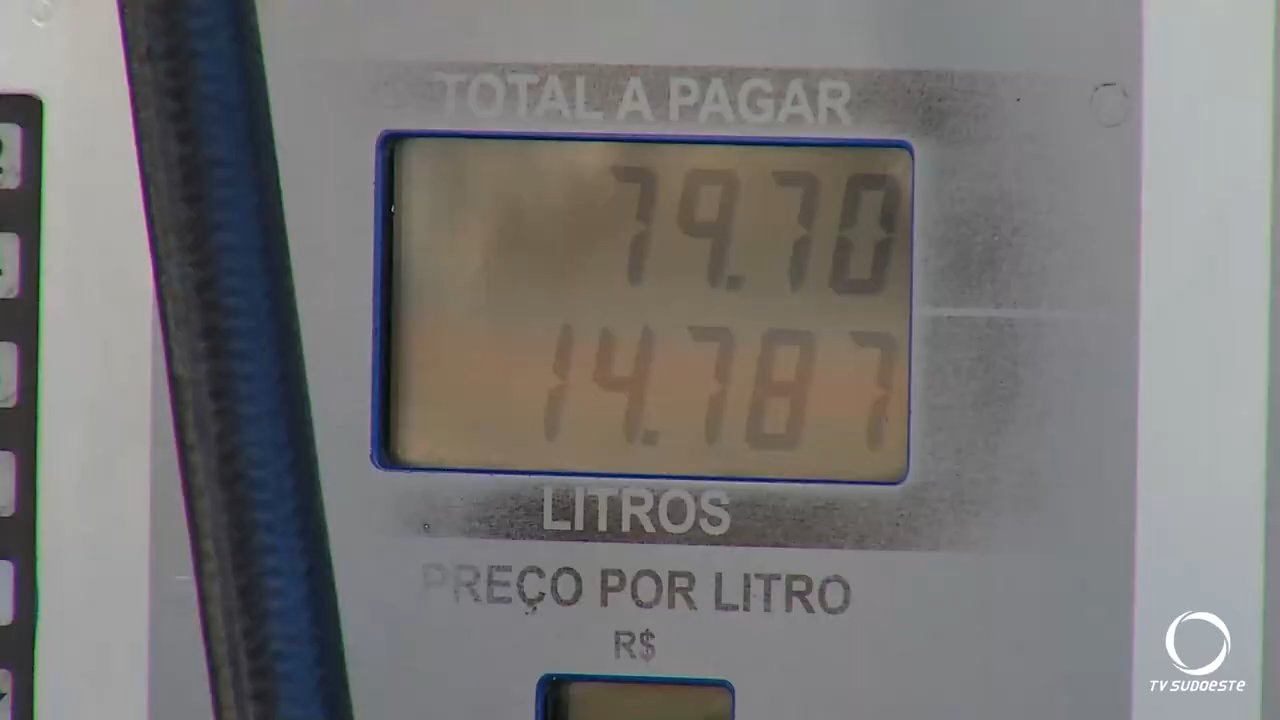 TOTAL A PAGAR
79.70
14.787
LITROS
PREÇO POR LITRO
R$
TV SUDOESTE